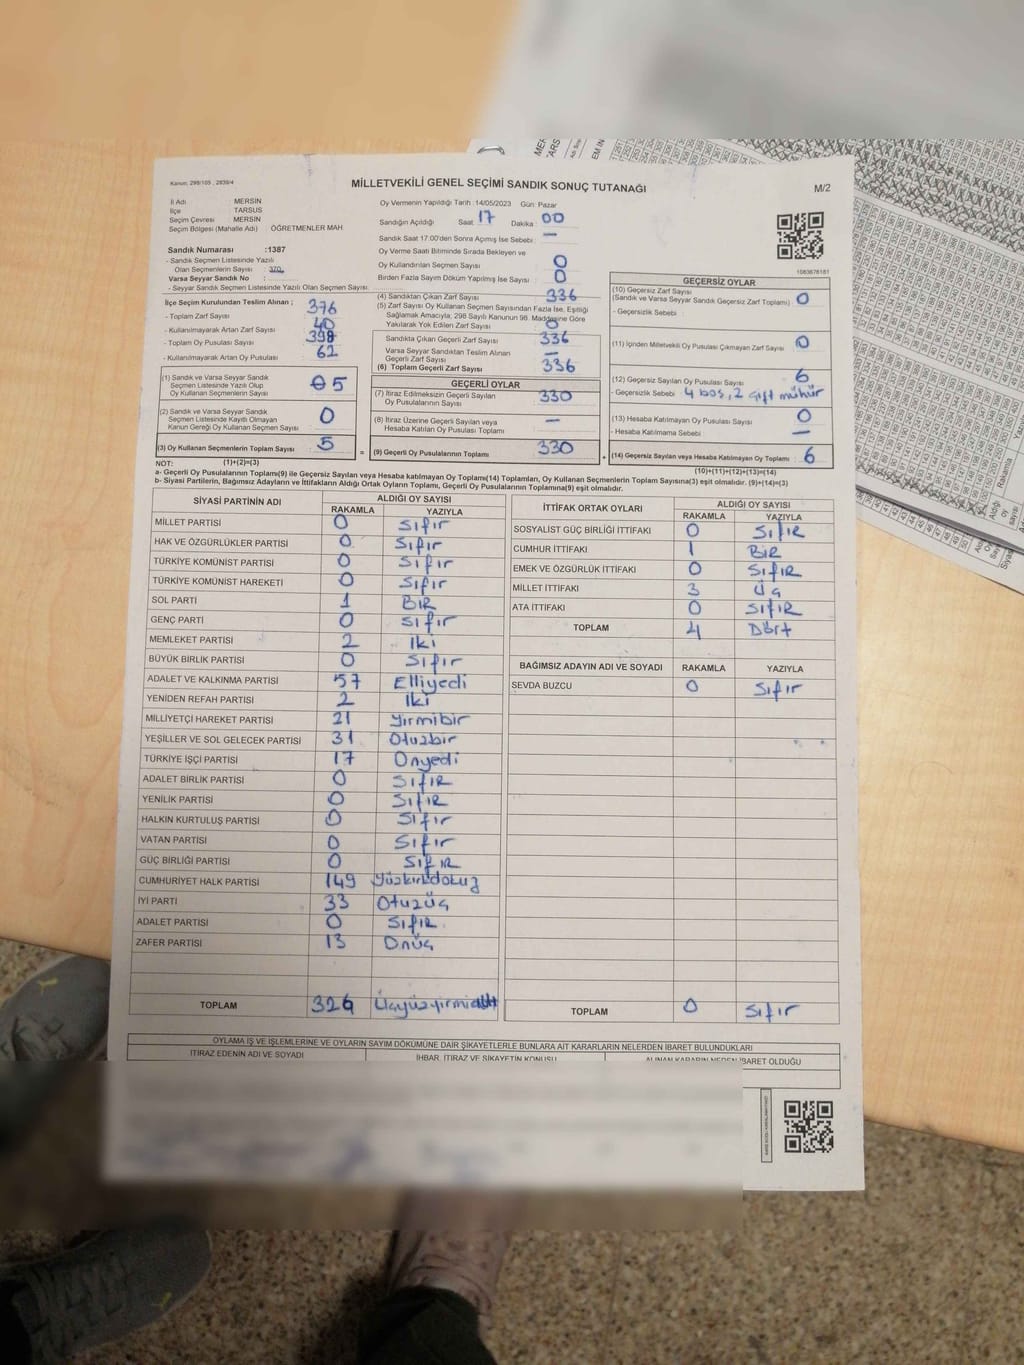 Kanun: 298/105 , 2839/4
MİLLETVEKİLİ GENEL SEÇİMİ SANDIK SONUÇ TUTANAĞI
M/2
İl Adı MERSİN
İlçe TARSUS
Seçim Çevresi MERSİN
Seçim Bölgesi (Mahalle Adı) ÖĞRETMENLER MAH.
Sandık Numarası :1387
- Sandık Seçmen Listesinde Yazılı
Olan Seçmenlerin Sayısı : 370
Varsa Seyyar Sandık No :
- Seyyar Sandık Seçmen Listesinde Yazılı Olan Seçmen Sayısı:
Oy Vermenin Yapıldığı Tarih : 14/05/2023 Gün: Pazar
Sandığın Açıldığı Saat: 17 Dakika : 00
Sandık Saat 17:00'den Sonra Açılmış İse Sebebi : —
Oy Verme Saati Bitiminde Sırada Bekleyen ve
Oy Kullandırılan Seçmen Sayısı : 0
Birden Fazla Sayım Döküm Yapılmış İse Sayısı : 0
1083678181
İlçe Seçim Kurulundan Teslim Alınan ;
- Toplam Zarf Sayısı : 376
- Kullanılmayarak Artan Zarf Sayısı : 40
- Toplam Oy Pusulası Sayısı : 398
- Kullanılmayarak Artan Oy Pusulası : 62
(1) Sandık ve Varsa Seyyar Sandık
Seçmen Listesinde Yazılı Olup
Oy Kullanan Seçmenlerin Sayısı : 5
(2) Sandık ve Varsa Seyyar Sandık
Seçmen Listesinde Kayıtlı Olmayan
Kanun Gereği Oy Kullanan Seçmen Sayısı : 0
(3) Oy Kullanan Seçmenlerin Toplam Sayısı : 5
(1)+(2)=(3)
(4) Sandıktan Çıkan Zarf Sayısı : 336
(5) Zarf Sayısı Oy Kullanan Seçmen Sayısından Fazla İse, Eşitliği
Sağlamak Amacıyla, 298 Sayılı Kanunun 98. Maddesine Göre
Yakılarak Yok Edilen Zarf Sayısı : 0
Sandıkta Çıkan Geçerli Zarf Sayısı : 336
Varsa Seyyar Sandıktan Teslim Alınan
Geçerli Zarf Sayısı : —
(6) Toplam Geçerli Zarf Sayısı : 336
GEÇERLİ OYLAR
(7) İtiraz Edilmeksizin Geçerli Sayılan
Oy Pusulalarının Sayısı : 330
(8) İtiraz Üzerine Geçerli Sayılan veya
Hesaba Katılan Oy Pusulası Toplamı : —
= (9) Geçerli Oy Pusulalarının Toplamı : 330
GEÇERSİZ OYLAR
(10) Geçersiz Zarf Sayısı
(Sandık ve Varsa Seyyar Sandık Geçersiz Zarf Toplamı) : 0
- Geçersizlik Sebebi :
(11) İçinden Milletvekili Oy Pusulası Çıkmayan Zarf Sayısı : 0
(12) Geçersiz Sayılan Oy Pusulası Sayısı : 6
- Geçersizlik Sebebi : 4 boş, 2 çift mühür
(13) Hesaba Katılmayan Oy Pusulası Sayısı : 0
- Hesaba Katılmama Sebebi : —
+ (14) Geçersiz Sayılan veya Hesaba Katılmayan Oy Toplamı : 6
(10)+(11)+(12)+(13)=(14)
NOT:
a- Geçerli Oy Pusulalarının Toplamı(9) ile Geçersiz Sayılan veya Hesaba katılmayan Oy Toplamı(14) Toplamları, Oy Kullanan Seçmenlerin Toplam Sayısına(3) eşit olmalıdır. (9)+(14)=(3)
b- Siyasi Partilerin, Bağımsız Adayların ve İttifakların Aldığı Ortak Oyların Toplamı, Geçerli Oy Pusulalarının Toplamına(9) eşit olmalıdır.
SİYASİ PARTİNİN ADI ALDIĞI OY SAYISI
RAKAMLA YAZIYLA
MİLLET PARTİSİ 0 Sıfır
HAK VE ÖZGÜRLÜKLER PARTİSİ 0 Sıfır
TÜRKİYE KOMÜNİST PARTİSİ 0 Sıfır
TÜRKİYE KOMÜNİST HAREKETİ 0 Sıfır
SOL PARTİ 1 BİR
GENÇ PARTİ 0 Sıfır
MEMLEKET PARTİSİ 2 İki
BÜYÜK BİRLİK PARTİSİ 0 Sıfır
ADALET VE KALKINMA PARTİSİ 57 Elliyedi
YENİDEN REFAH PARTİSİ 2 İki
MİLLİYETÇİ HAREKET PARTİSİ 21 Yirmibir
YEŞİLLER VE SOL GELECEK PARTİSİ 31 Otuzbir
TÜRKİYE İŞÇİ PARTİSİ 17 Onyedi
ADALET BİRLİK PARTİSİ 0 SIfIR
YENİLİK PARTİSİ 0 SIfIR
HALKIN KURTULUŞ PARTİSİ 0 Sıfır
VATAN PARTİSİ 0 Sıfır
GÜÇ BİRLİĞİ PARTİSİ 0 SIfIR
CUMHURİYET HALK PARTİSİ 149 Yüzkırkdokuz
İYİ PARTİ 33 Otuzüç
ADALET PARTİSİ 0 SIfIR
ZAFER PARTİSİ 13 Onüç
TOPLAM 326 Üçyüzyirmialtı
İTTİFAK ORTAK OYLARI ALDIĞI OY SAYISI
RAKAMLA YAZIYLA
SOSYALİST GÜÇ BİRLİĞİ İTTİFAKI 0 SIfIR
CUMHUR İTTİFAKI 1 BİR
EMEK VE ÖZGÜRLÜK İTTİFAKI 0 SIfIR
MİLLET İTTİFAKI 3 Üç
ATA İTTİFAKI 0 SIfIR
TOPLAM 4 Dört
BAĞIMSIZ ADAYIN ADI VE SOYADI RAKAMLA YAZIYLA
SEVDA BUZCU 0 Sıfır
TOPLAM 0 Sıfır
OYLAMA İŞ VE İŞLEMLERİNE VE OYLARIN SAYIM DÖKÜMÜNE DAİR ŞİKAYETLERLE BUNLARA AİT KARARLARIN NELERDEN İBARET BULUNDUKLARI
İTİRAZ EDENİN ADI VE SOYADI İHBAR, İTİRAZ VE ŞİKAYETİN KONUSU ALINAN KARARIN NEDEN İBARET OLDUĞU